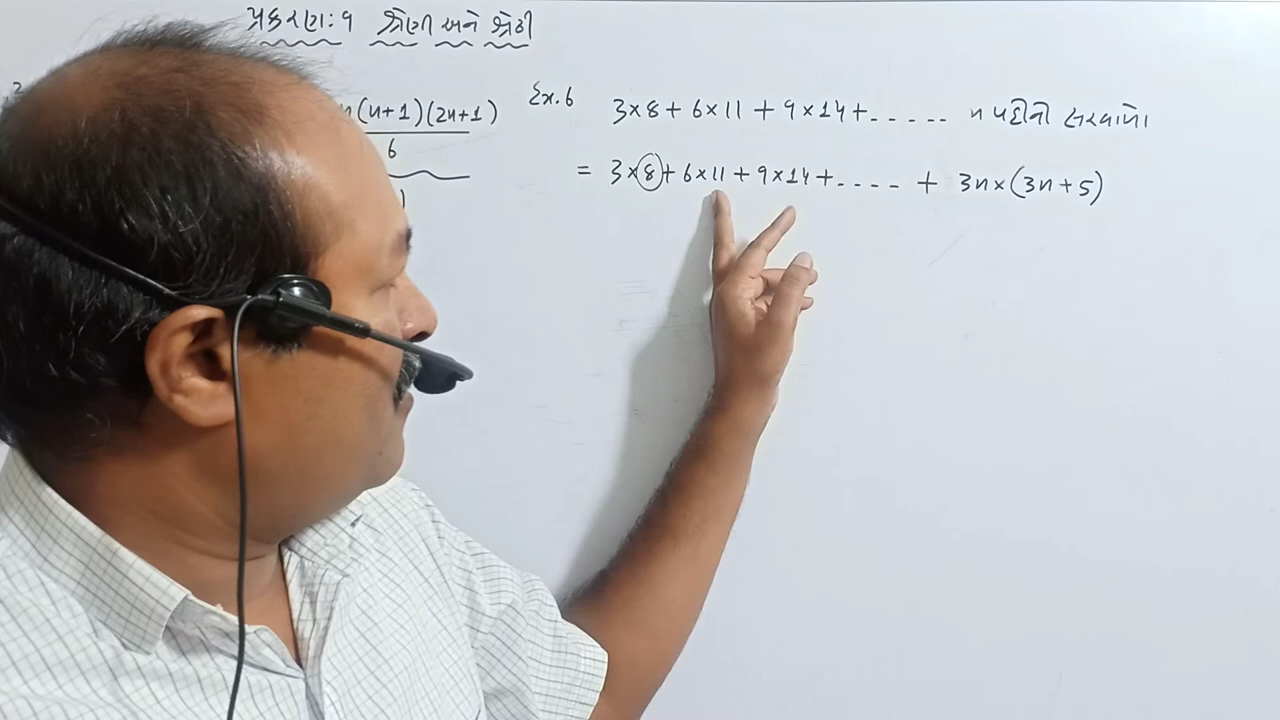 પ્રકરણ: ૧ શ્રેણી અને શ્રેઢી
n(n+1)(2n+1)
6
Ex. 6 3×8 + 6×11 + 9×14 + ..... n પદોનો સરવાળો
= 3×8 + 6×11 + 9×14 + .... + 3n×(3n+5)